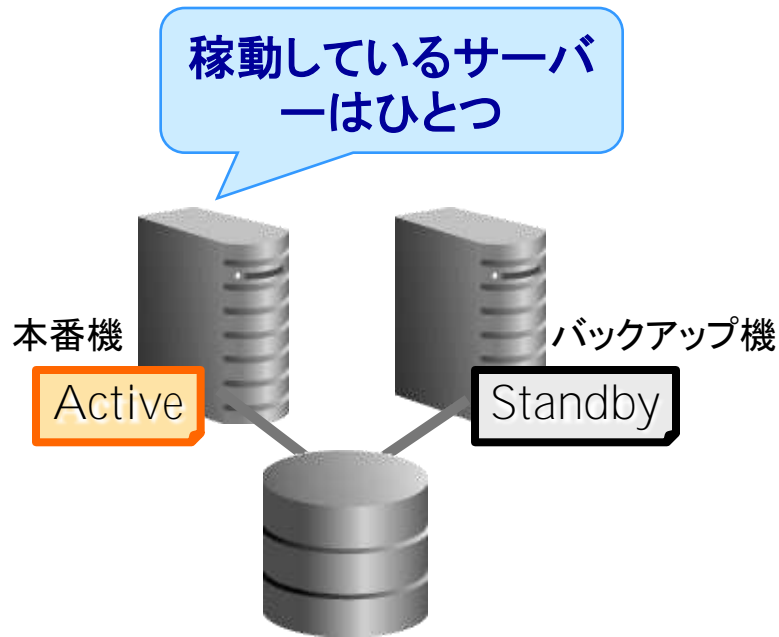 稼動しているサーバ
ーはひとつ
本番機
バックアップ機
Active
Standby